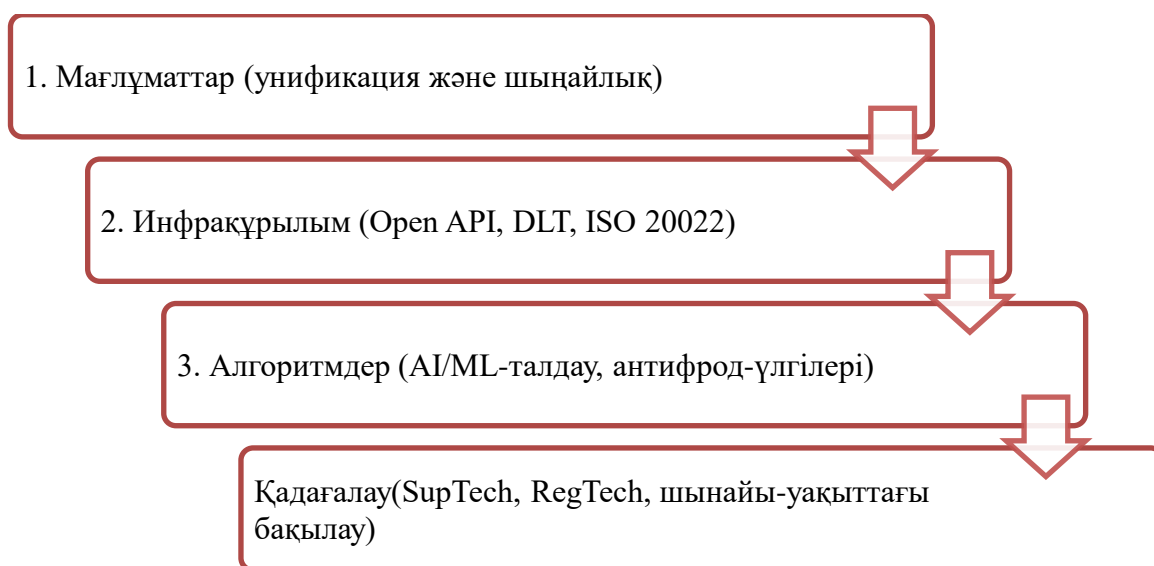 1. Мағлұматтар (унификация және шыңайлық)
2. Инфрақұрылым (Open API, DLT, ISO 20022)
3. Алгоритмдер (AI/ML-талдау, антифрод-үлгілері)
Қадағалау(SupTech, RegTech, шынайы-уақыттағы
бақылау)